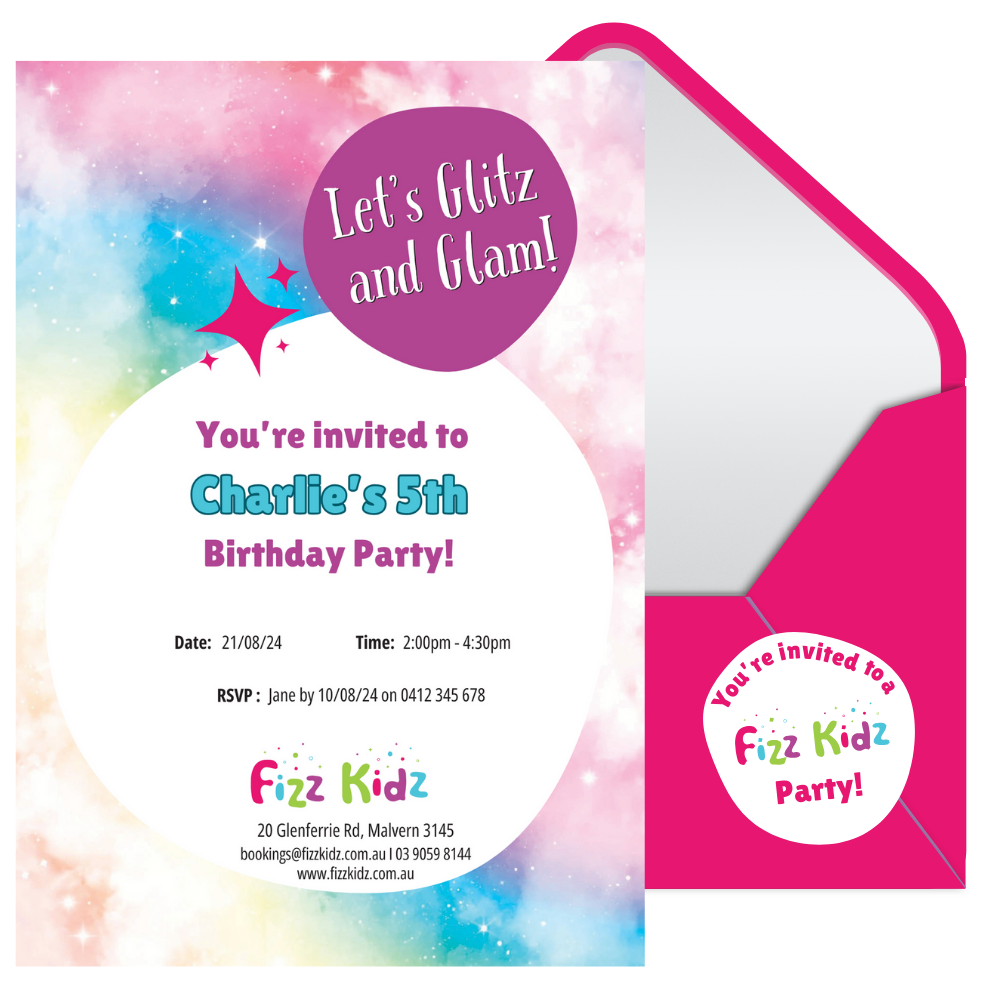 Let's Glitz
and Glam!
You're invited to
Charlie's 5th
Birthday Party!
Date: 21/08/24 Time: 2:00pm - 4:30pm
RSVP : Jane by 10/08/24 on 0412 345 678
Fizz Kidz
20 Glenferrie Rd, Malvern 3145
bookings@fizzkidz.com.au I 03 9059 8144
www.fizzkidz.com.au
You're invited to a
Fizz Kidz
Party!